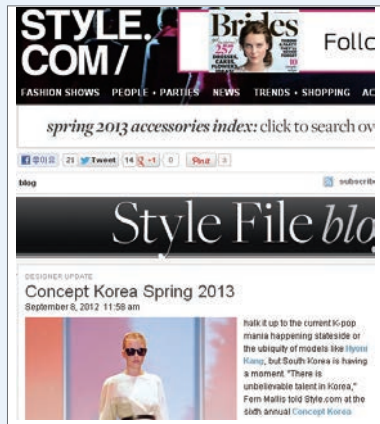 STYLE.
COM/
Brides
257
Follo
FASHION SHOWS PEOPLE + PARTIES NEWS TRENDS + SHOPPING AC
spring 2013 accessories index: click to search ov
좋아요 21 Tweet 14 +1 0 Pin it 3
blog
subscribe
Style File blo
DESIGNER UPDATE
Concept Korea Spring 2013
September 8, 2012 11:58 am
halk it up to the current K-pop
mania happening stateside or
the ubiquity of models like Hyoni
Kang, but South Korea is having
a moment. "There is
unbelievable talent in Korea,"
Fern Mallis told Style.com at the
sixth annual Concept Korea